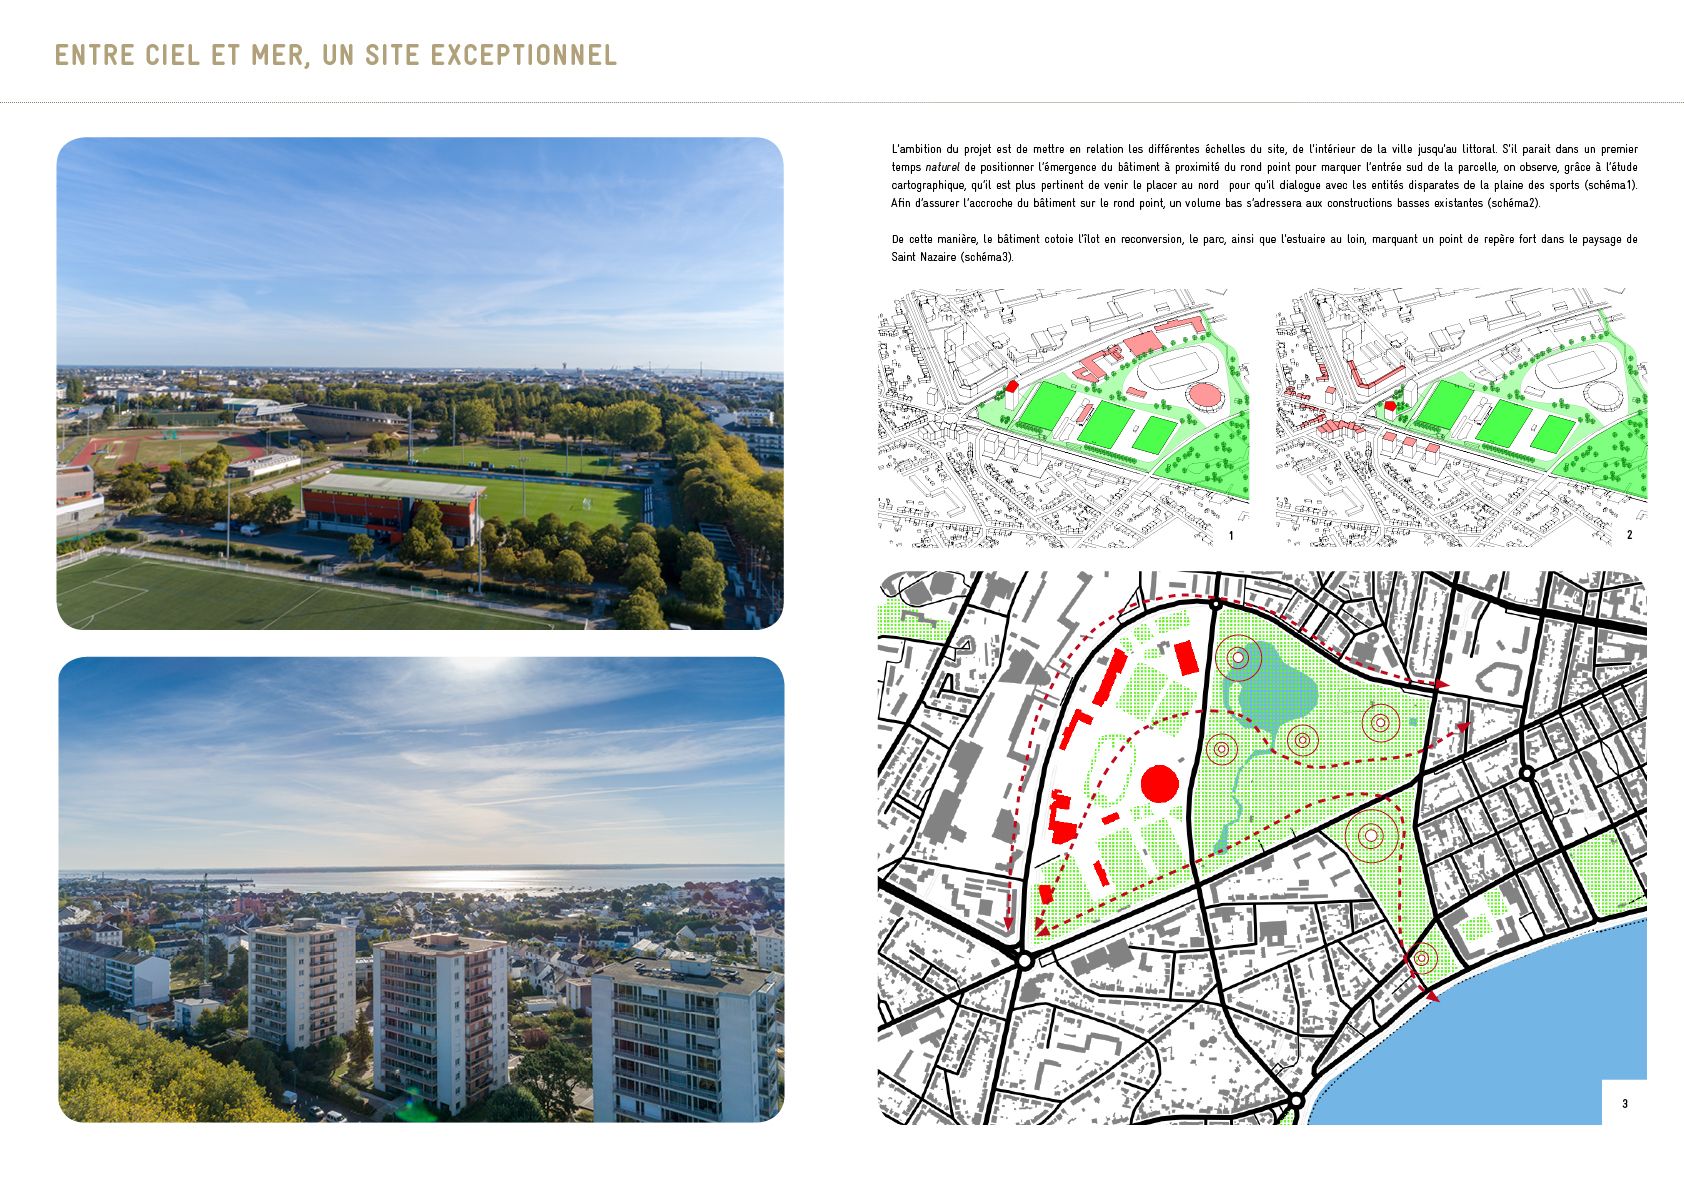 ENTRE CIEL ET MER, UN SITE EXCEPTIONNEL
L'ambition du projet est de mettre en relation les différentes échelles du site, de l'intérieur de la ville jusqu'au littoral. S'il parait dans un premier
temps naturel de positionner l'émergence du bâtiment à proximité du rond point pour marquer l'entrée sud de la parcelle, on observe, grâce à l'étude
cartographique, qu'il est plus pertinent de venir le placer au nord pour qu'il dialogue avec les entités disparates de la plaine des sports (schéma1).
Afin d'assurer l'accroche du bâtiment sur le rond point, un volume bas s'adressera aux constructions basses existantes (schéma2).
De cette manière, le bâtiment cotoie l'îlot en reconversion, le parc, ainsi que l'estuaire au loin, marquant un point de repère fort dans le paysage de
Saint Nazaire (schéma3).
1
2
3